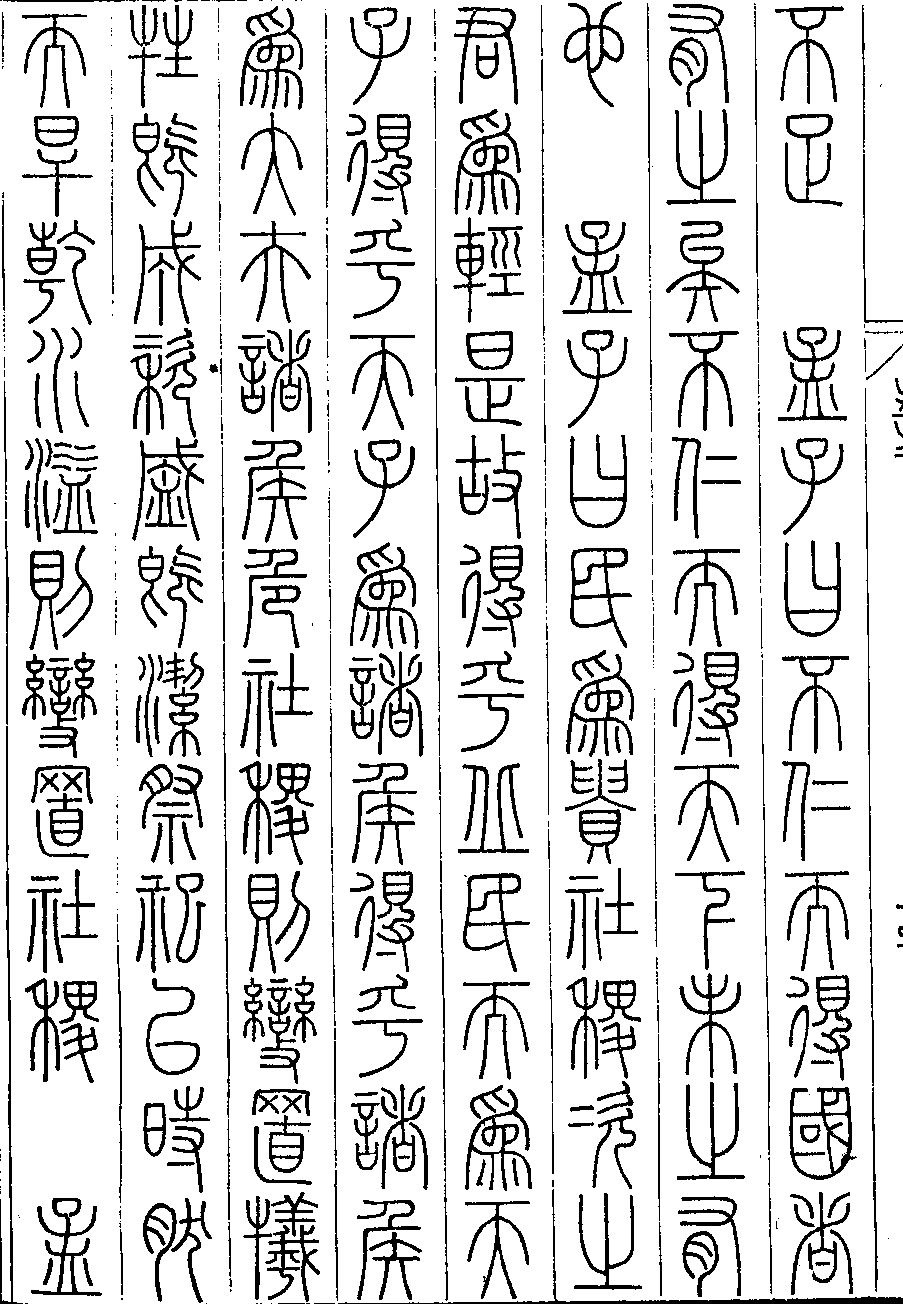 不足　孟子曰不仁而得國者
有之矣不仁而得天下未之有
也　孟子曰民為貴社稷次之
君為輕是故得乎丘民而為天
子得乎天子為諸侯得乎諸侯
為大夫諸侯危社稷則變置犧
牲既成粢盛既潔祭祀以時然
而旱乾水溢則變置社稷　孟